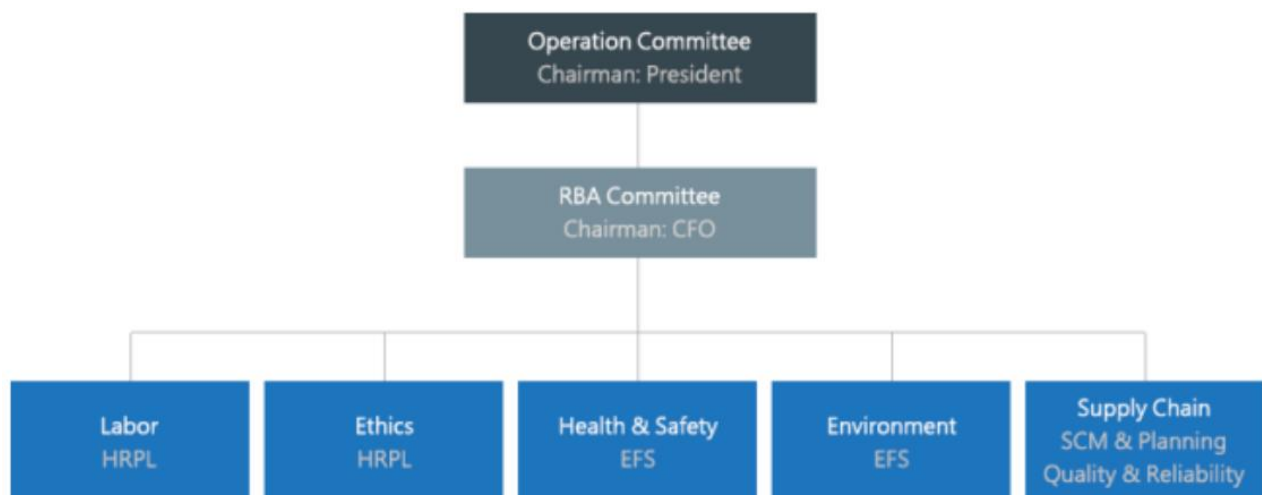 Operation Committee
Chairman: President
RBA Committee
Chairman: CFO
Labor
HRPL
Ethics
HRPL
Health & Safety
EFS
Environment
EFS
Supply Chain
SCM & Planning
Quality & Reliability